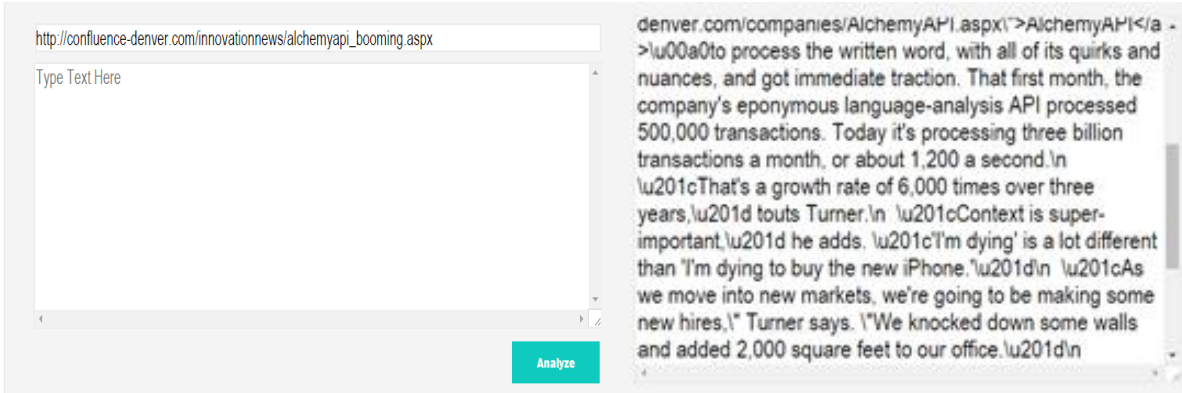 http://confluence-denver.com/innovationnews/alchemyapi_booming.aspx
Type Text Here
Analyze
denver.com/companies/AlchemyAPI.aspx\">AlchemyAPI</a
>\u00a0to process the written word, with all of its quirks and
nuances, and got immediate traction. That first month, the
company's eponymous language-analysis API processed
500,000 transactions. Today it's processing three billion
transactions a month, or about 1,200 a second.\n
\u201cThat's a growth rate of 6,000 times over three
years,\u201d touts Turner.\n  \u201cContext is super-
important,\u201d he adds. \u201c'I'm dying' is a lot different
than 'I'm dying to buy the new iPhone.'\u201d\n  \u201cAs
we move into new markets, we're going to be making some
new hires,\" Turner says. \"We knocked down some walls
and added 2,000 square feet to our office.\u201d\n